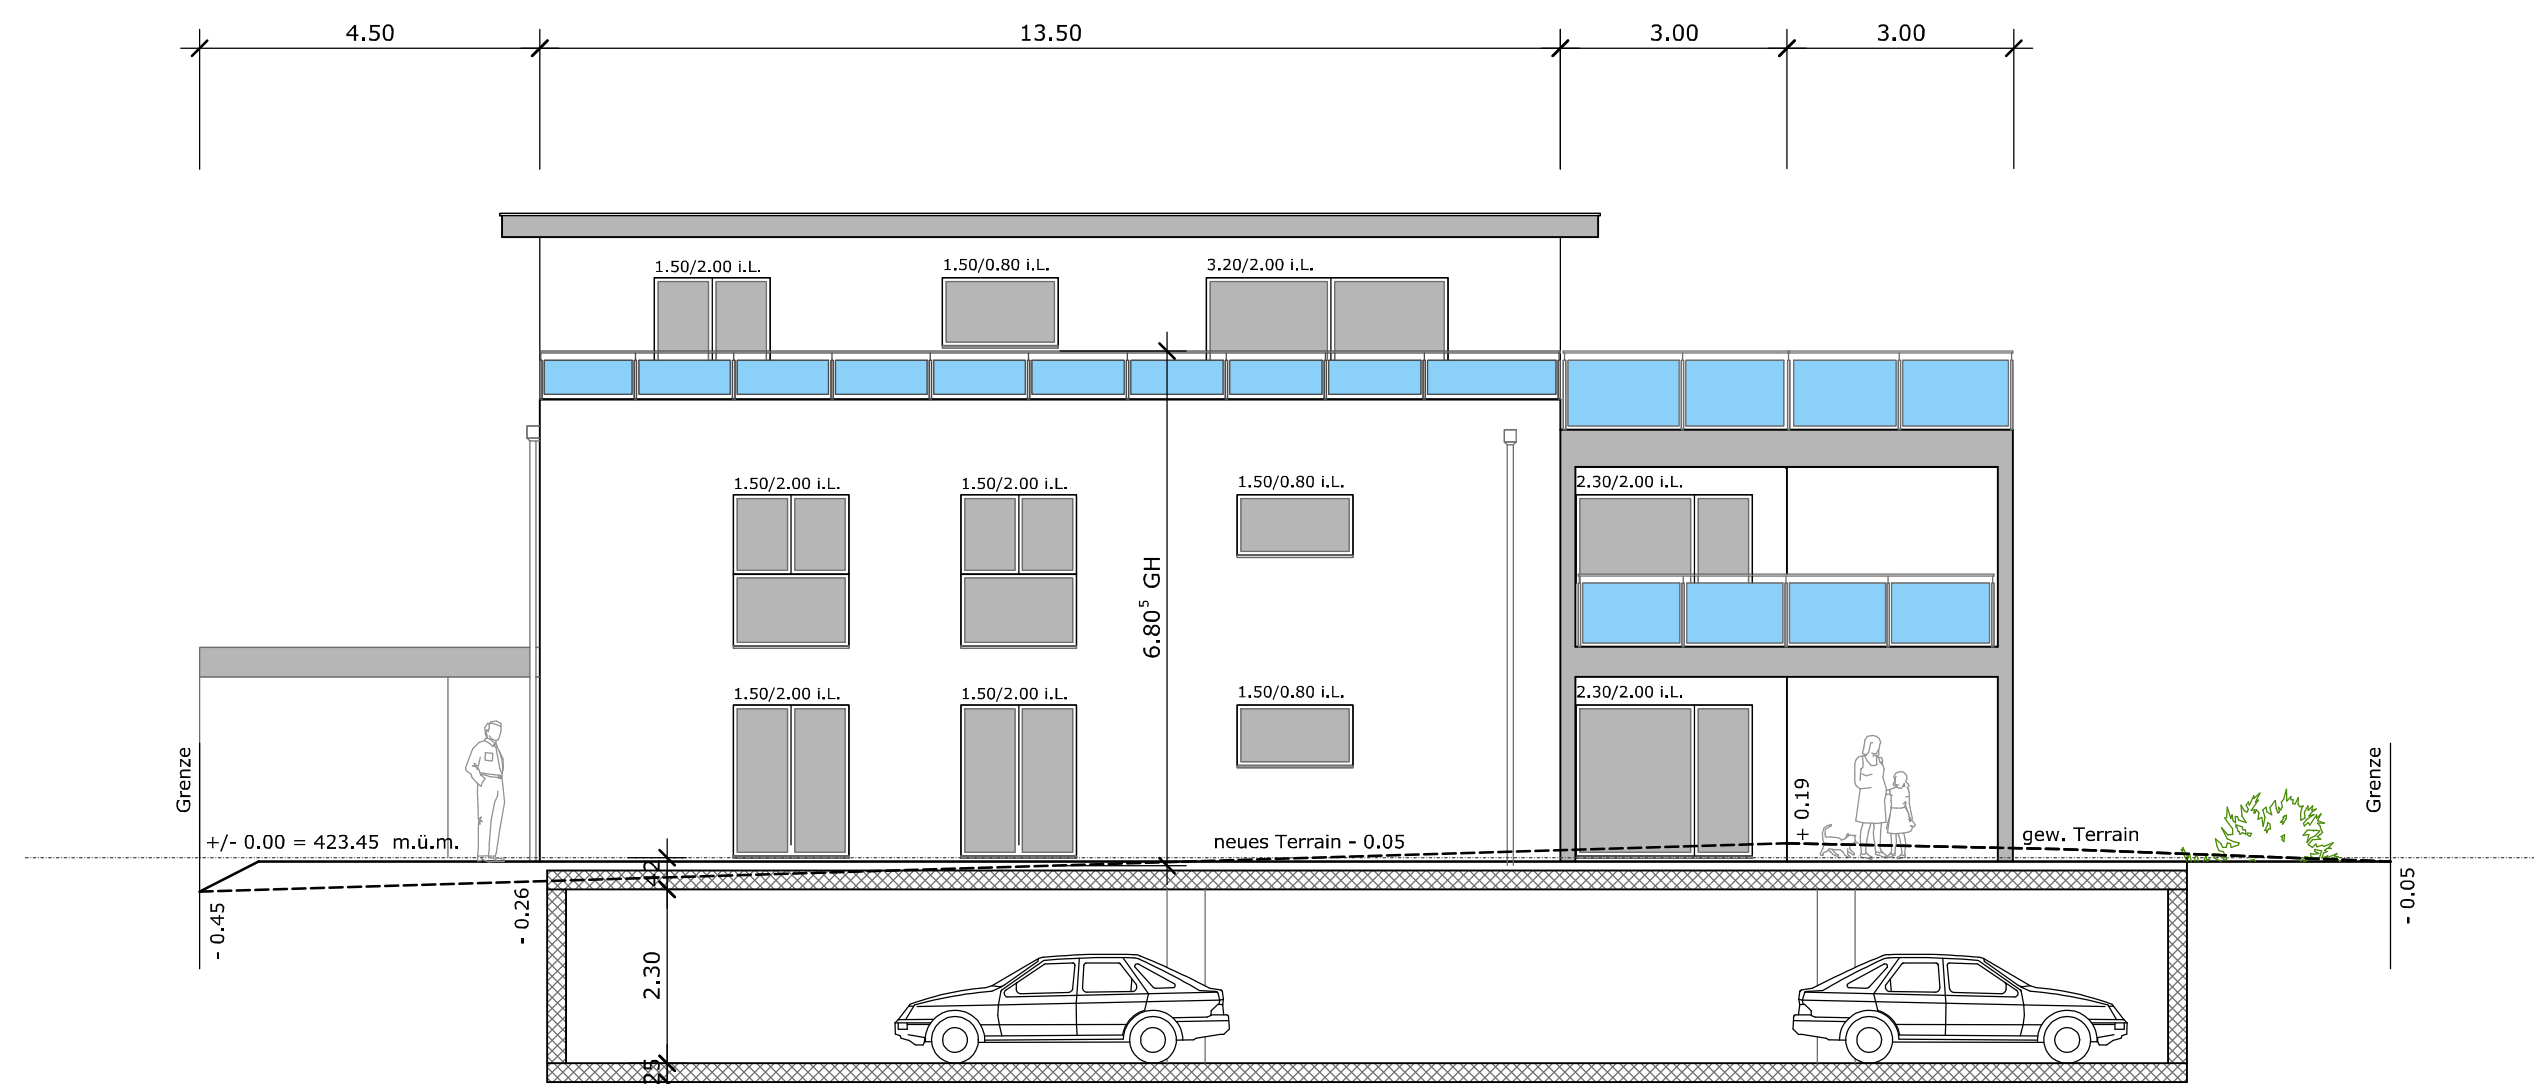 4.50
13.50
3.00
3.00
1.50/2.00 i.L.
1.50/0.80 i.L.
3.20/2.00 i.L.
1.50/2.00 i.L.
1.50/2.00 i.L.
1.50/0.80 i.L.
2.30/2.00 i.L.
6.80⁵ GH
1.50/2.00 i.L.
1.50/2.00 i.L.
1.50/0.80 i.L.
2.30/2.00 i.L.
Grenze
+ 0.19
Grenze
+/- 0.00 = 423.45 m.ü.m.
neues Terrain - 0.05
gew. Terrain
42
- 0.45
- 0.26
- 0.05
2.30
25